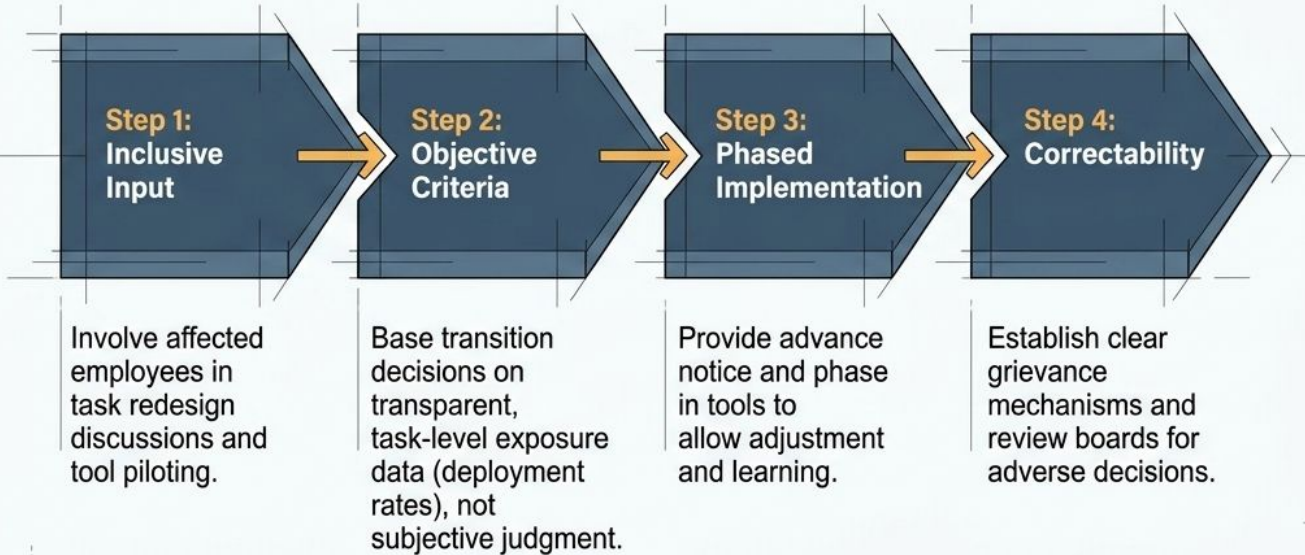 Step 1:
Inclusive
Input
Step 2:
Objective
Criteria
Step 3:
Phased
Implementation
Step 4:
Correctability
Involve affected
employees in
task redesign
discussions and
tool piloting.
Base transition
decisions on
transparent,
task-level exposure
data (deployment
rates), not
subjective judgment.
Provide advance
notice and phase
in tools to
allow adjustment
and learning.
Establish clear
grievance
mechanisms and
review boards for
adverse decisions.